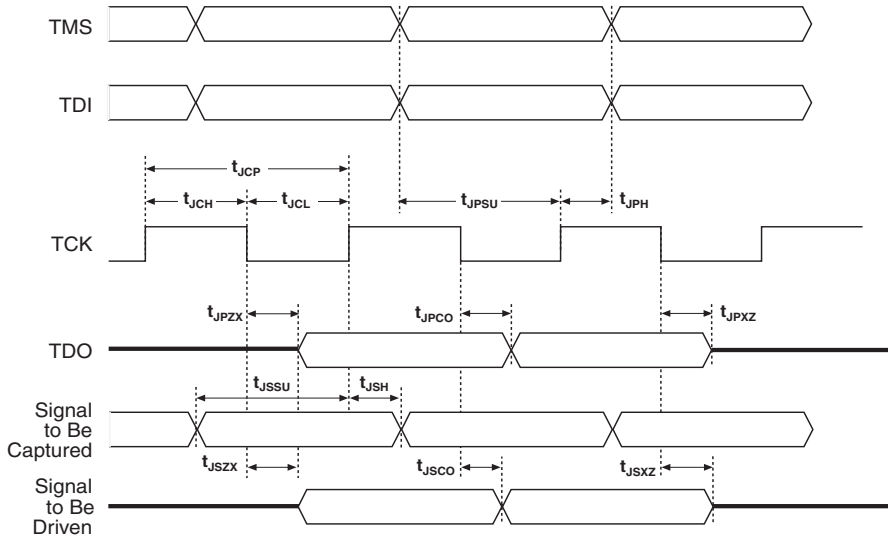 TMS
TDI
tJCP
tJCH
tJCL
tJPSU
tJPH
TCK
tJPZX
tJPCO
tJPXZ
TDO
tJSSU
tJSH
Signal
to Be
Captured
tJSZX
tJSCO
tJSXZ
Signal
to Be
Driven